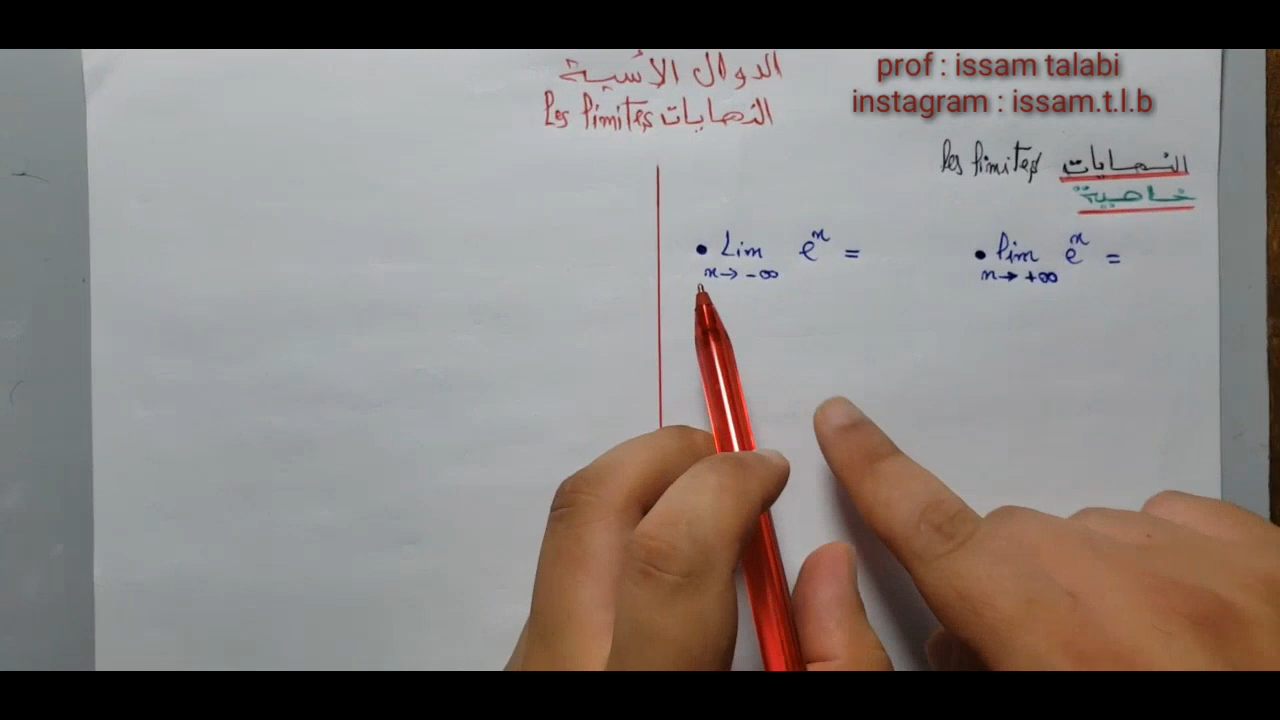 الدوال الأسية
النهايات Les limites
prof : issam talabi
instagram : issam.t.l.b
النهايات les limites
خاصية
• lim e^x =
x → +∞
• Lim e^x =
x → -∞